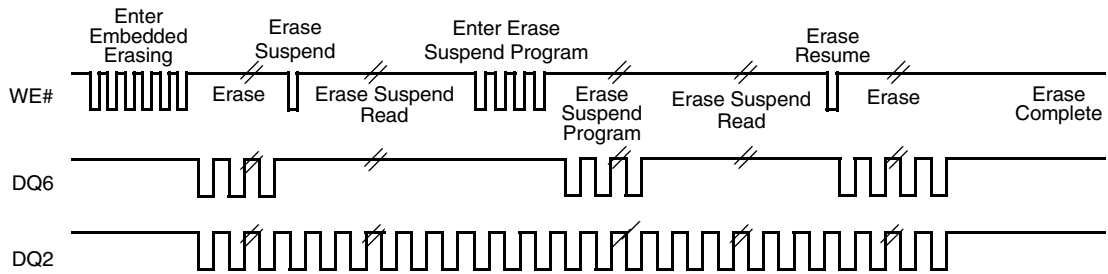 Enter
Embedded
Erasing
Erase
Suspend
Enter Erase
Suspend Program
Erase
Resume
WE#
Erase
Erase Suspend
Read
Erase
Suspend
Program
Erase Suspend
Read
Erase
Erase
Complete
DQ6
DQ2